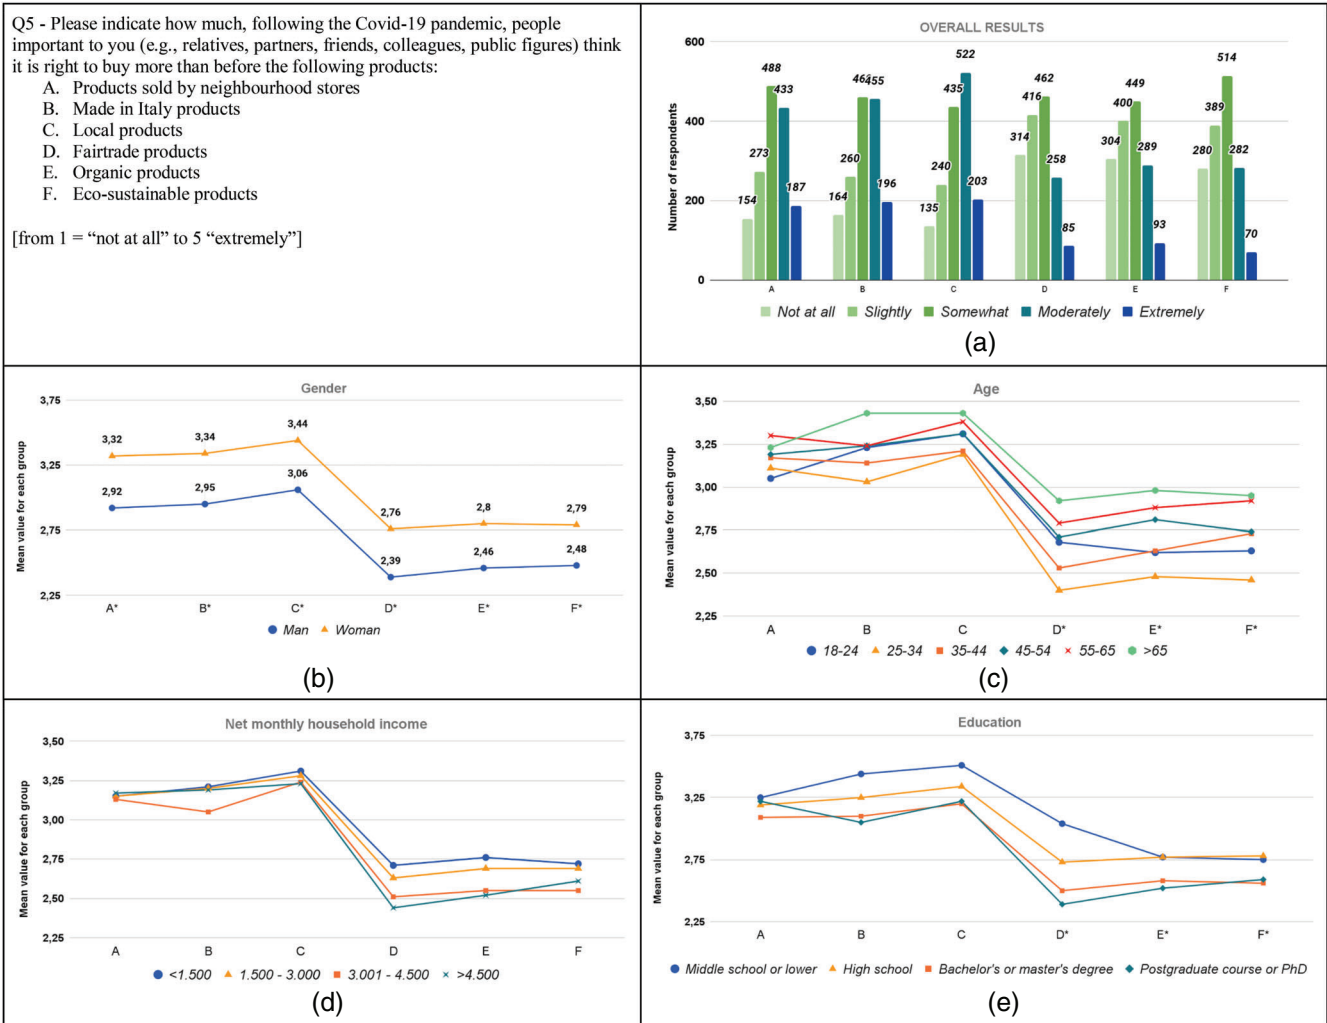 Q5 - Please indicate how much, following the Covid-19 pandemic, people
important to you (e.g., relatives, partners, friends, colleagues, public figures) think
it is right to buy more than before the following products:
A. Products sold by neighbourhood stores
B. Made in Italy products
C. Local products
D. Fairtrade products
E. Organic products
F. Eco-sustainable products
[from 1 = “not at all” to 5 “extremely”]
OVERALL RESULTS
Number of respondents
600
400
200
0
154 273 488 433 187
164 260 455 196
135 240 435 522 203
314 416 462 258 85
304 400 449 289 93
280 389 514 282 70
A B C D E F
Not at all Slightly Somewhat Moderately Extremely
(a)
Gender
Mean value for each group
3,75
3,25
2,75
2,25
3,32 3,34 3,44 2,76 2,8 2,79
2,92 2,95 3,06 2,39 2,46 2,48
A* B* C* D* E* F*
Man Woman
(b)
Age
Mean value for each group
3,50
3,25
3,00
2,75
2,50
2,25
A B C D* E* F*
18-24 25-34 35-44 45-54 55-65 >65
(c)
Net monthly household income
Mean value for each group
3,50
3,25
3,00
2,75
2,50
2,25
A B C D E F
<1.500 1.500 - 3.000 3.001 - 4.500 >4.500
(d)
Education
Mean value for each group
3,75
3,25
2,75
2,25
A B C D* E* F*
Middle school or lower High school Bachelor's or master's degree Postgraduate course or PhD
(e)